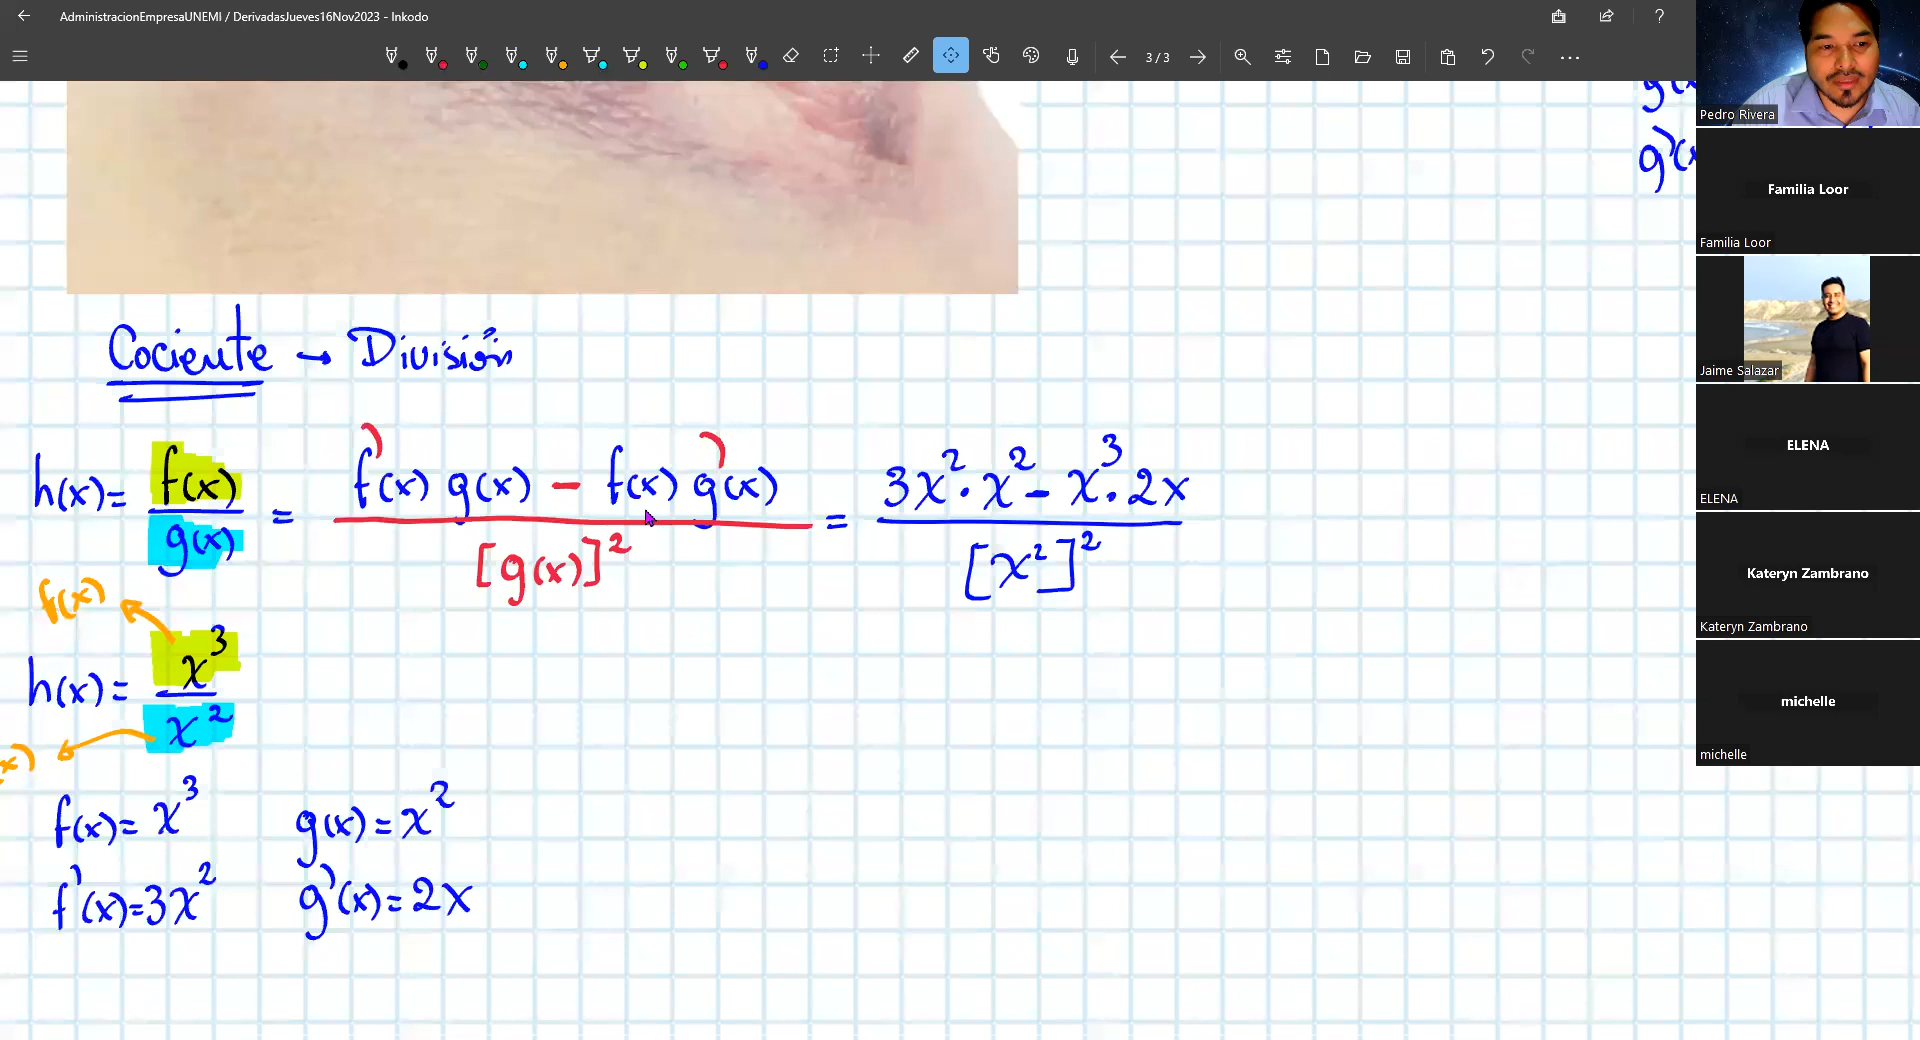 AdministracionEmpresaUNEMI / DerivadasJueves16Nov2023 - Inkodo
3 / 3
Cociente → División
h(x)= f(x)/g(x) = (f'(x) g(x) - f(x) g'(x))/[g(x)]² = (3x²·x² - x³·2x)/[x²]²
f(x)
h(x)= x³/x²
x)
f(x)= x³
g(x)= x²
f'(x)=3x²
g'(x)=2x
g(x
g'(x
Pedro Rivera
Familia Loor
Familia Loor
Jaime Salazar
ELENA
ELENA
Kateryn Zambrano
Kateryn Zambrano
michelle
michelle